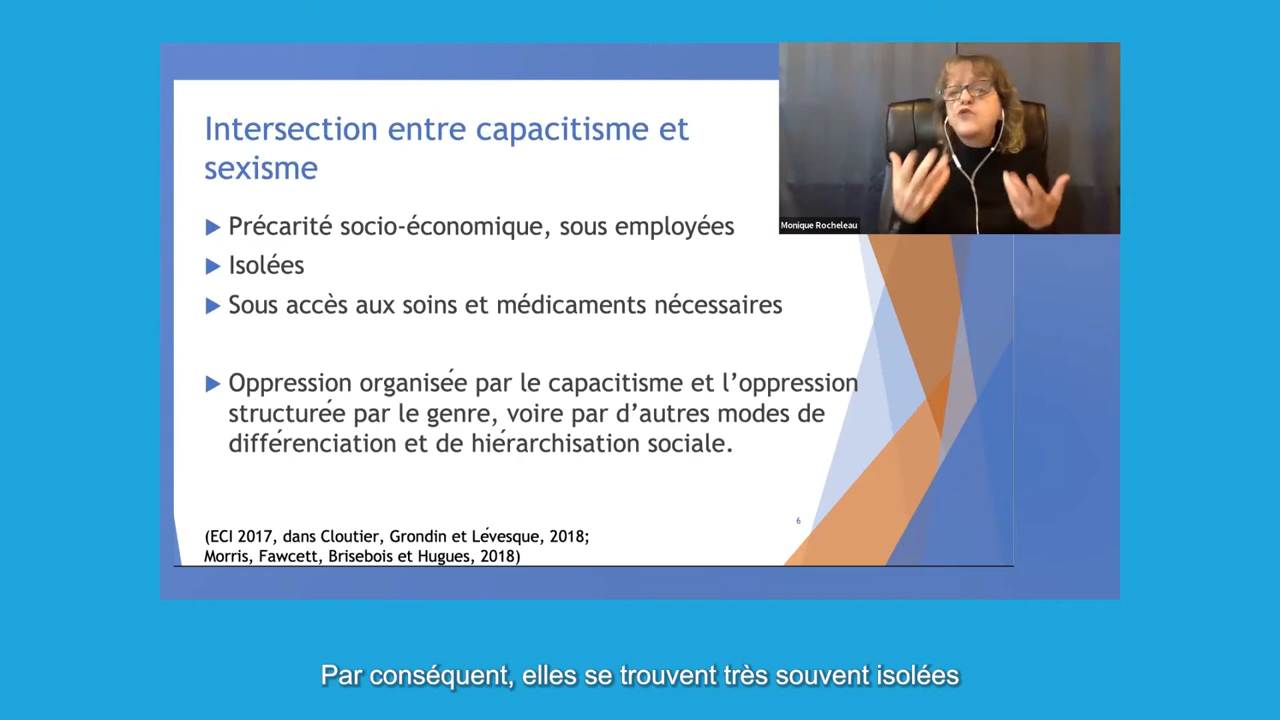 Intersection entre capacitisme et
sexisme
Précarité socio-économique, sous employées
Isolées
Sous accès aux soins et médicaments nécessaires
Oppression organisée par le capacitisme et l’oppression
structurée par le genre, voire par d’autres modes de
différenciation et de hiérarchisation sociale.
(ECI 2017, dans Cloutier, Grondin et Lévesque, 2018;
Morris, Fawcett, Brisebois et Hugues, 2018)
6
Monique Rocheleau
Par conséquent, elles se trouvent très souvent isolées